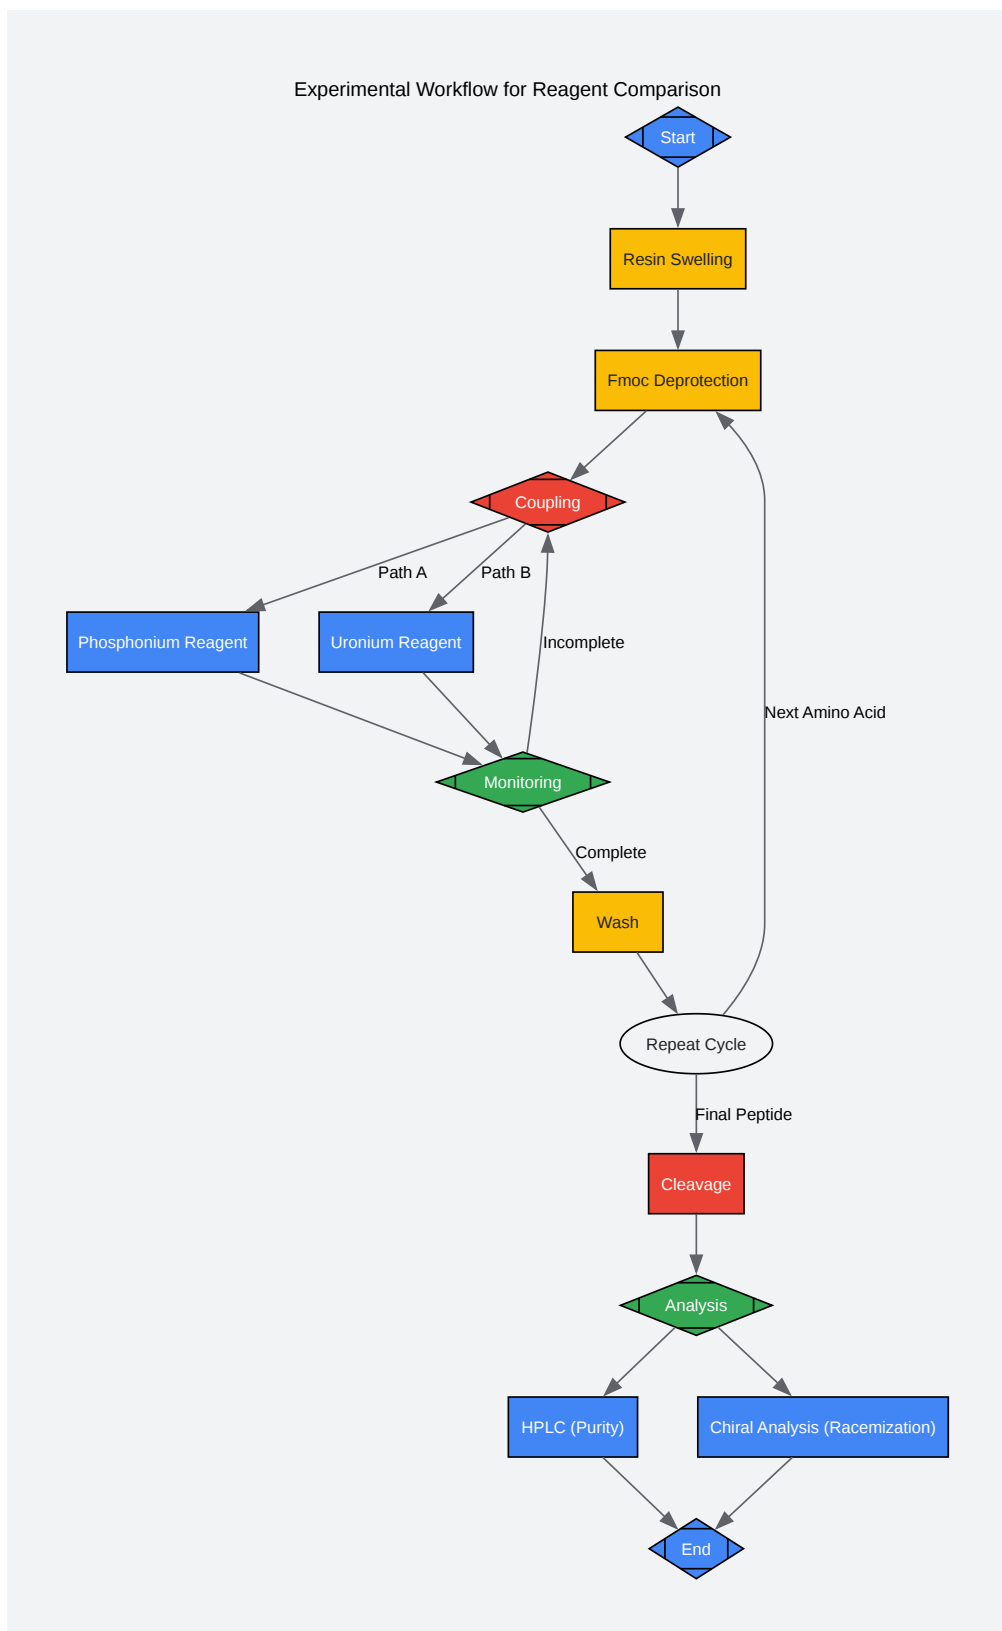 Experimental Workflow for Reagent Comparison
Start
Resin Swelling
Fmoc Deprotection
Coupling
Path A
Path B
Phosphonium Reagent
Uronium Reagent
Incomplete
Next Amino Acid
Monitoring
Complete
Wash
Repeat Cycle
Final Peptide
Cleavage
Analysis
HPLC (Purity)
Chiral Analysis (Racemization)
End